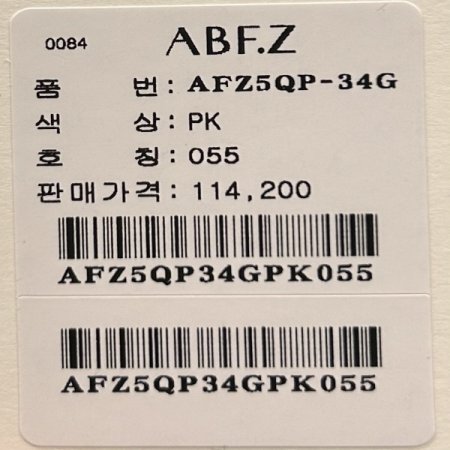 0084 ABF.Z
품 번 : AFZ5QP-34G
색 상 : PK
호 칭 : 055
판매가격 : 114,200
AFZ5QP34GPK055
AFZ5QP34GPK055